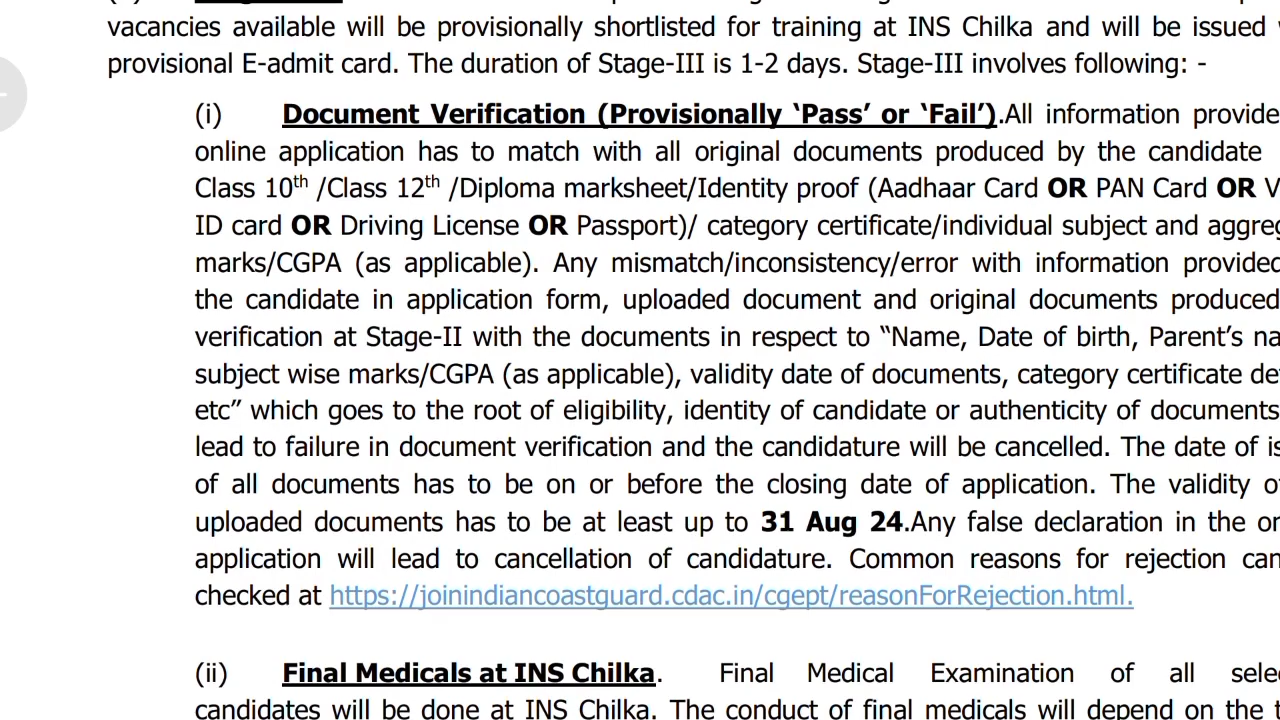 vacancies available will be provisionally shortlisted for training at INS Chilka and will be issued
provisional E-admit card. The duration of Stage-III is 1-2 days. Stage-III involves following: -
(i) Document Verification (Provisionally ‘Pass’ or ‘Fail’).All information provide
online application has to match with all original documents produced by the candidate
Class 10th /Class 12th /Diploma marksheet/Identity proof (Aadhaar Card OR PAN Card OR V
ID card OR Driving License OR Passport)/ category certificate/individual subject and aggreg
marks/CGPA (as applicable). Any mismatch/inconsistency/error with information provided
the candidate in application form, uploaded document and original documents produced
verification at Stage-II with the documents in respect to “Name, Date of birth, Parent’s na
subject wise marks/CGPA (as applicable), validity date of documents, category certificate de
etc” which goes to the root of eligibility, identity of candidate or authenticity of documents
lead to failure in document verification and the candidature will be cancelled. The date of is
of all documents has to be on or before the closing date of application. The validity of
uploaded documents has to be at least up to 31 Aug 24.Any false declaration in the on
application will lead to cancellation of candidature. Common reasons for rejection can
checked at https://joinindiancoastguard.cdac.in/cgept/reasonForRejection.html.
(ii) Final Medicals at INS Chilka. Final Medical Examination of all selec
candidates will be done at INS Chilka. The conduct of final medicals will depend on the